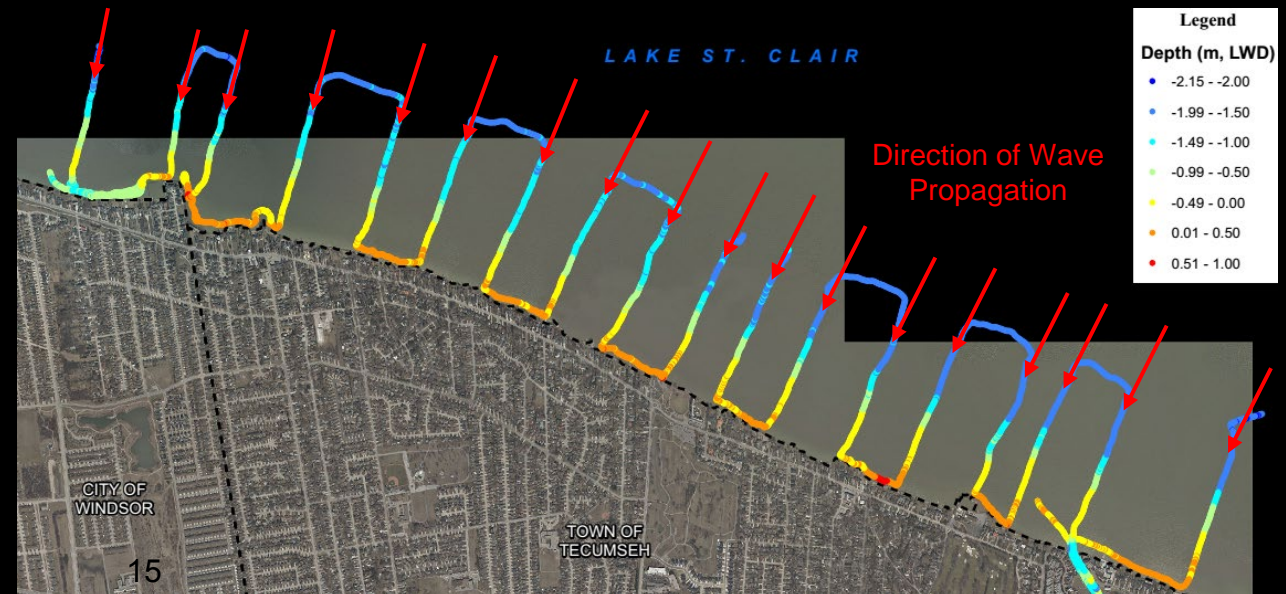 LAKE ST. CLAIR
Legend
Depth (m, LWD)
-2.15 - -2.00
-1.99 - -1.50
-1.49 - -1.00
-0.99 - -0.50
-0.49 - 0.00
0.01 - 0.50
0.51 - 1.00
Direction of Wave
Propagation
CITY OF
WINDSOR
TOWN OF
TECUMSEH
15